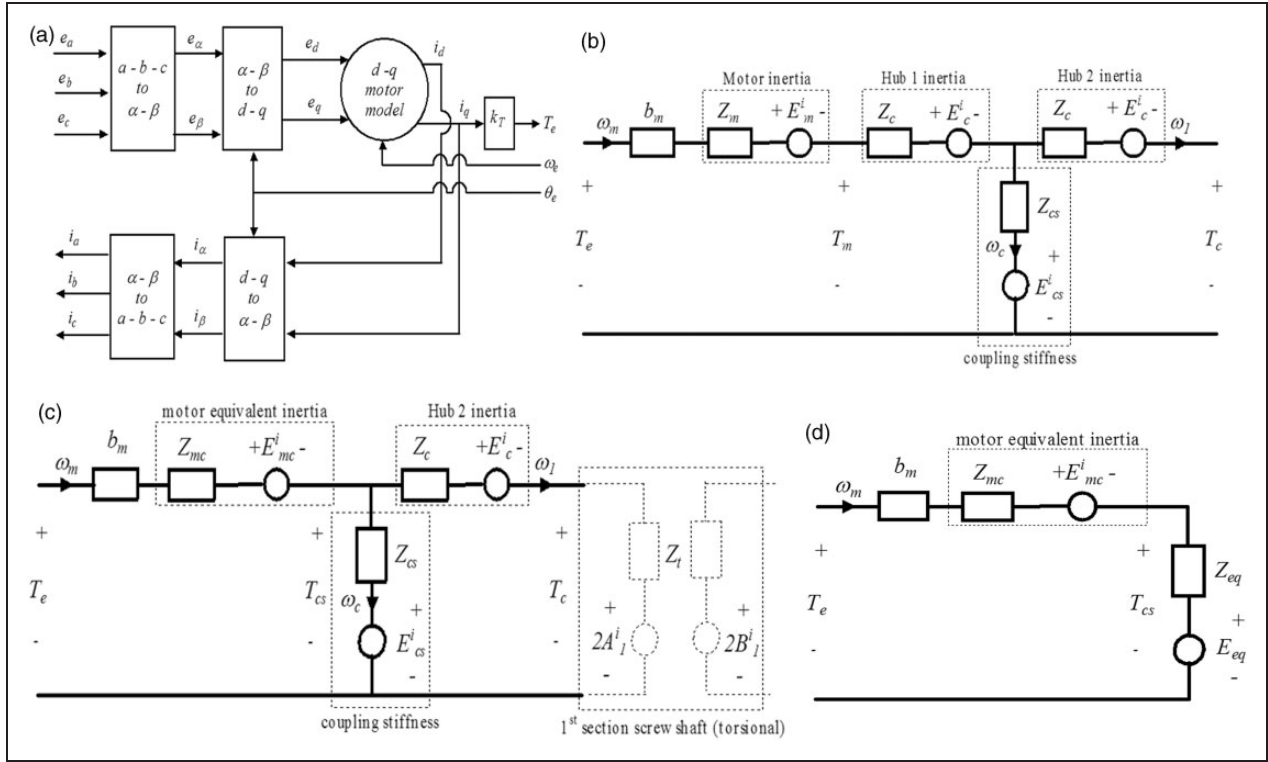 (a)
e_a
e_b
e_c
a - b - c
to
α - β
e_α
e_β
α - β
to
d - q
e_d
e_q
d - q
motor
model
i_d
i_q
k_T
T_e
ω_e
θ_e
i_a
i_b
i_c
α - β
to
a - b - c
i_α
i_β
d - q
to
α - β
(b)
Motor inertia
Hub 1 inertia
Hub 2 inertia
ω_m
b_m
Z_m
+ E^i_m -
Z_c
+ E^i_c -
Z_c
+ E^i_c -
ω_1
+
T_e
-
+
T_m
-
Z_cs
ω_c
+
E^i_cs
-
+
T_c
-
coupling stiffness
(c)
motor equivalent inertia
Hub 2 inertia
ω_m
b_m
Z_mc
+E^i_mc -
Z_c
+E^i_c -
ω_1
+
T_e
-
+
T_cs
-
Z_cs
ω_c
+
E^i_cs
-
+
T_c
-
Z_t
+
2A^i_1
-
+
2B^i_1
-
coupling stiffness
1st section screw shaft (torsional)
(d)
motor equivalent inertia
ω_m
b_m
Z_mc
+E^i_mc -
+
T_e
-
+
T_cs
-
Z_eq
+
E_eq
-